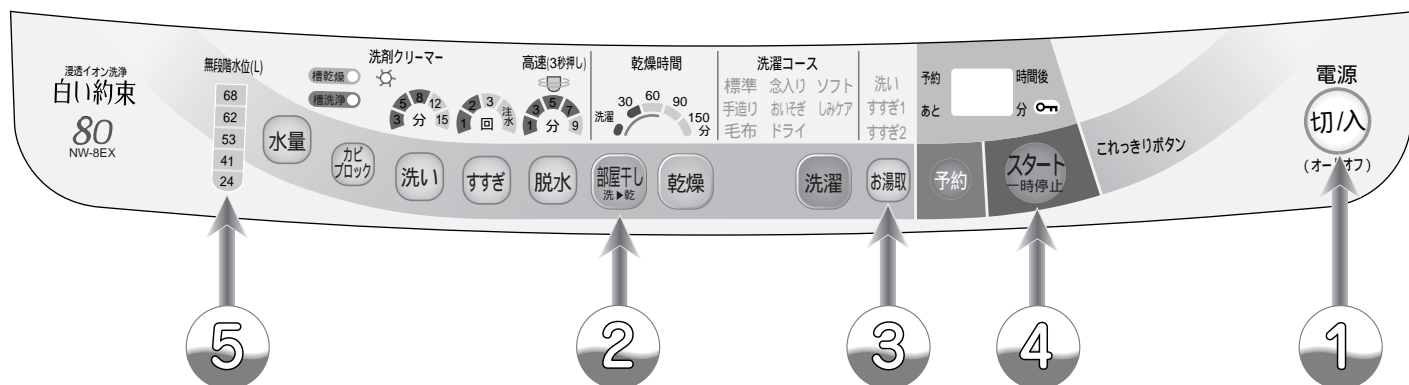 浸透イオン洗浄
白い約束
80
NW-8EX
無段階水位(L)
68
62
53
41
24
水量
槽乾燥
槽洗浄
カビ
ブロック
洗剤クリーマー
3 5 8 12 15
分
洗い
1 2 3 注水
回
すすぎ
高速(3秒押し)
1 3 5 7 9
分
脱水
乾燥時間
洗濯 30 60 90 150
分
部屋干し
洗▶乾
乾燥
洗濯コース
標準 念入り ソフト
手造り おいそぎ しみケア
毛布 ドライ
洗濯
洗い
すすぎ1
すすぎ2
お湯取
予約 時間後
あと 分
予約
スタート
一時停止
これっきりボタン
電源
切/入
(オートオフ)
5
2
3
4
1